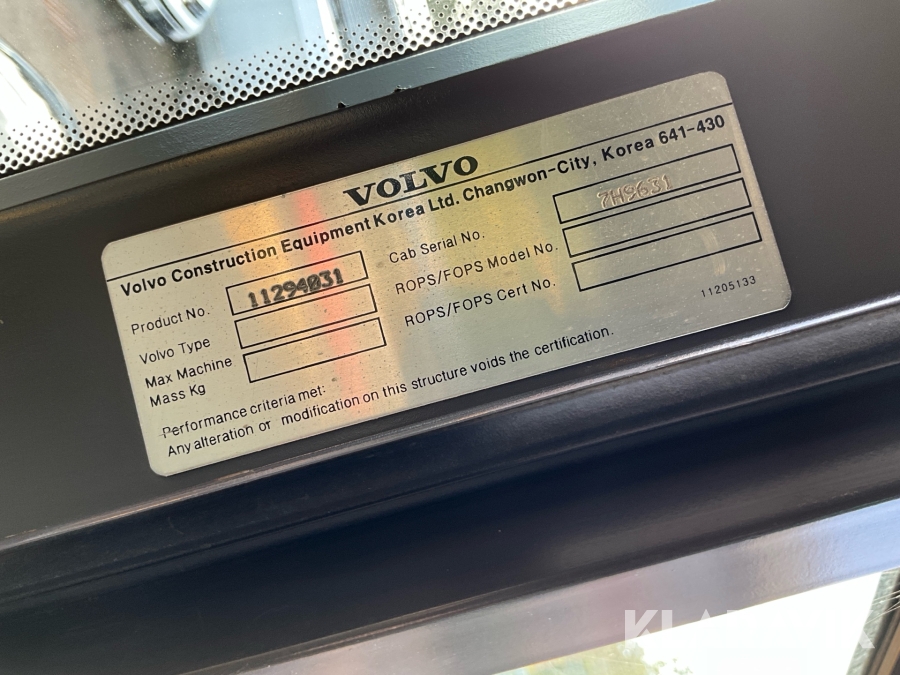 VOLVO
Volvo Construction Equipment Korea Ltd. Changwon-City, Korea 641-430
Product No. 11294031
Volvo Type
Max Machine
Mass Kg
Cab Serial No.
ROPS/FOPS Model No.
ROPS/FOPS Cert No.
11205133
Performance criteria met:
Any alteration or modification on this structure voids the certification.